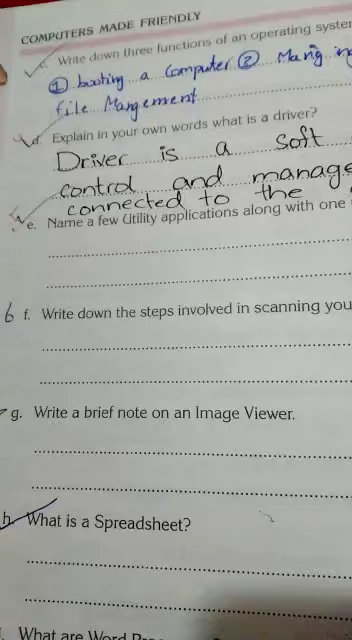 COMPUTERS MADE FRIENDLY
c. Write down three functions of an operating syste
① booting a computer ② Manig in
file Mangement
d. Explain in your own words what is a driver?
Driver is a soft
control and manage
connected to the
e. Name a few Utility applications along with one
6 f. Write down the steps involved in scanning you
g. Write a brief note on an Image Viewer.
h. What is a Spreadsheet?
What are Word Pro